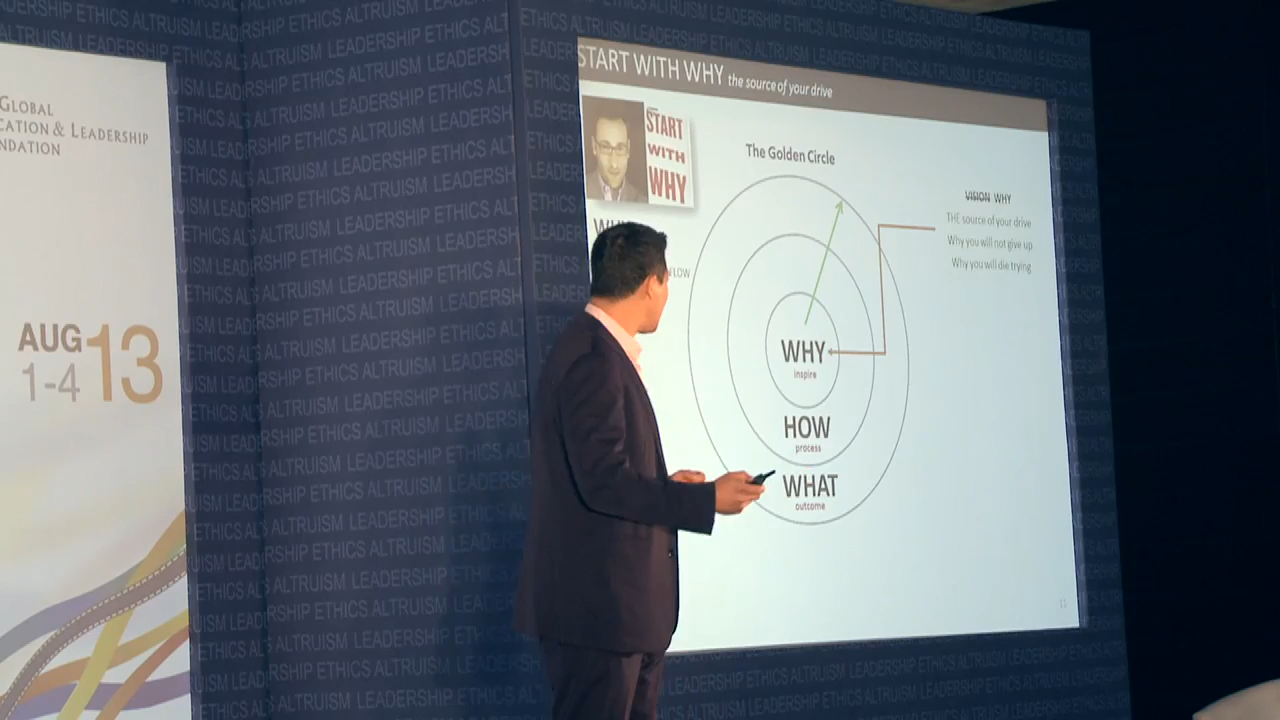 GLOBAL
CATION & LEADERSHIP
NDATION
AUG
1-4
13
LEADERSHIP ETHICS ALTRUISM
START WITH WHY the source of your drive
START
WITH
WHY
The Golden Circle
VISION WHY
THE source of your drive
Why you will not give up
Why you will die trying
LOW
WHY
inspire
HOW
process
WHAT
outcome